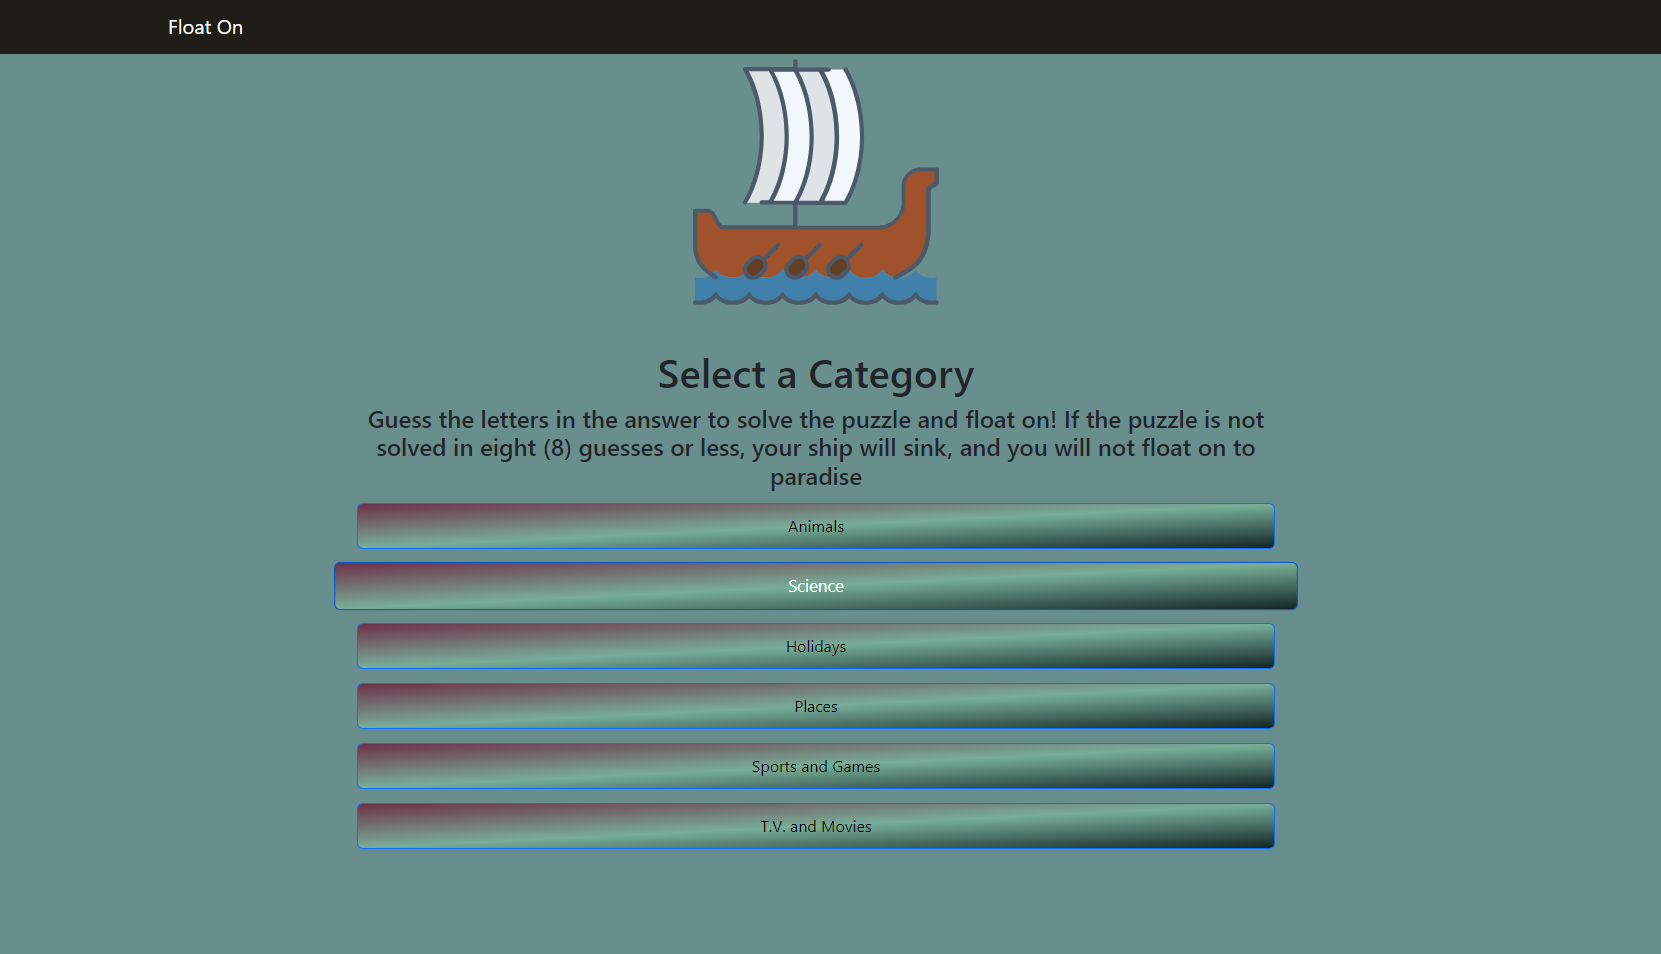 Float On
Select a Category
Guess the letters in the answer to solve the puzzle and float on! If the puzzle is not
solved in eight (8) guesses or less, your ship will sink, and you will not float on to
paradise
Animals
Science
Holidays
Places
Sports and Games
T.V. and Movies